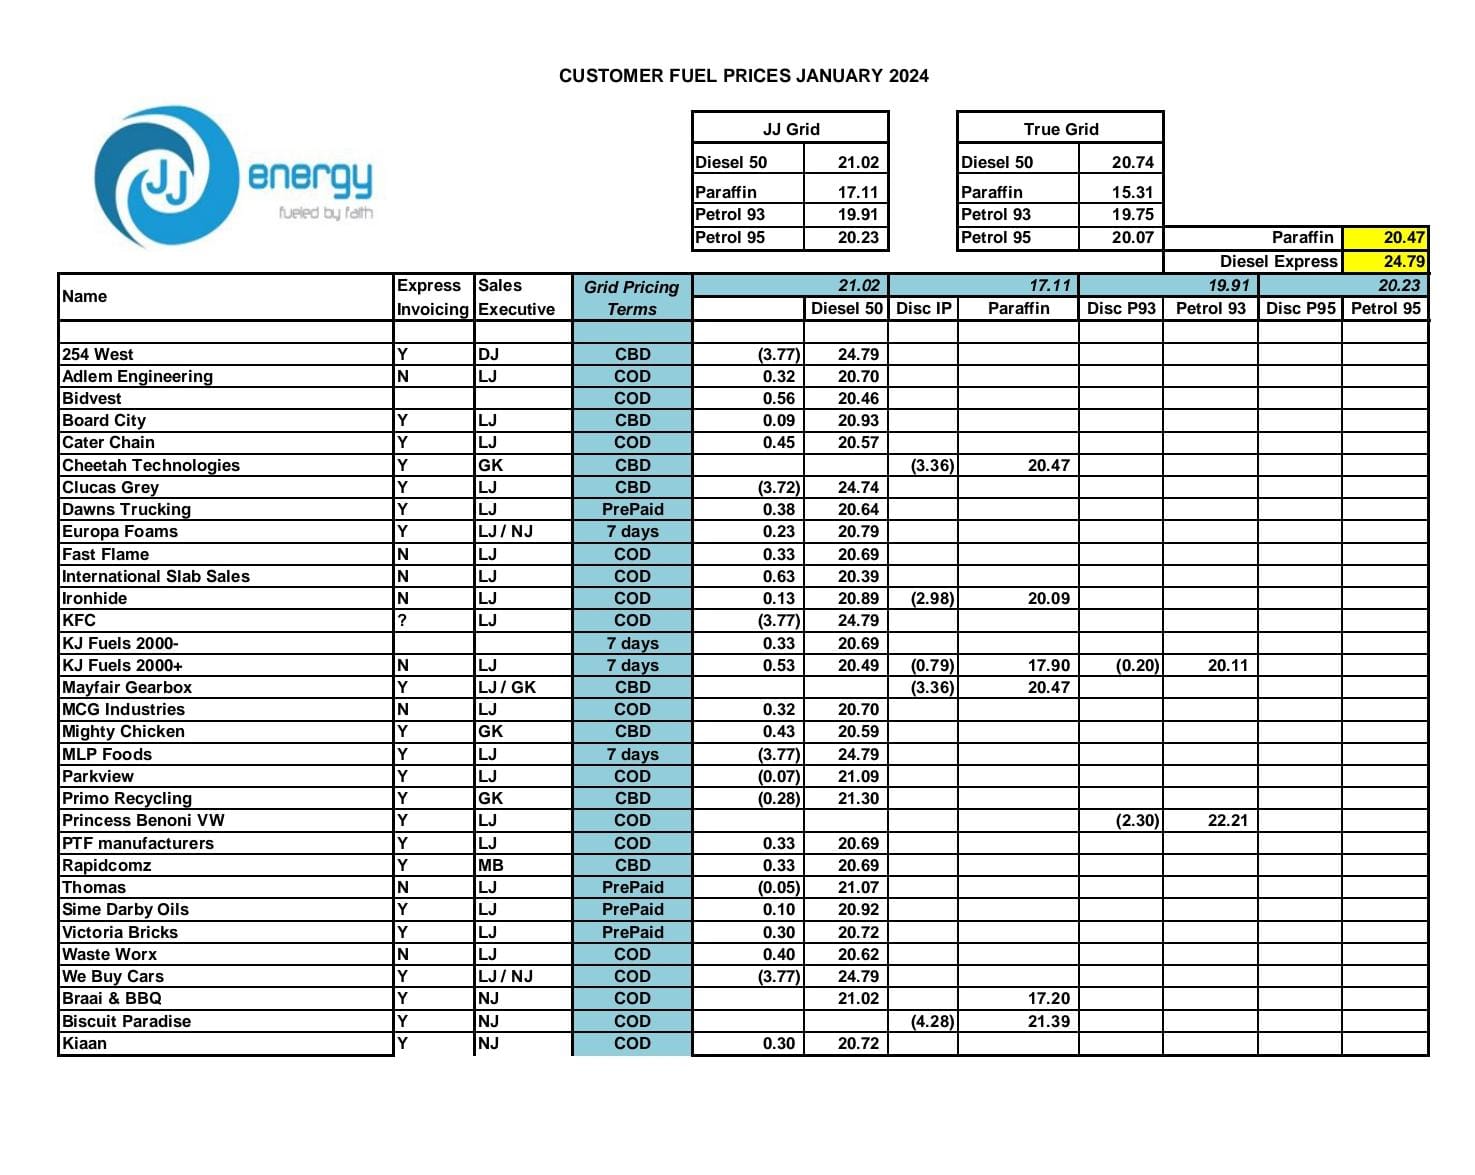 CUSTOMER FUEL PRICES JANUARY 2024
JJ energy
fueled by faith
JJ Grid True Grid
Diesel 50 21.02 Diesel 50 20.74
Paraffin 17.11 Paraffin 15.31
Petrol 93 19.91 Petrol 93 19.75
Petrol 95 20.23 Petrol 95 20.07 Paraffin 20.47
Diesel Express 24.79
Name Express Invoicing Sales Executive Grid Pricing Terms 21.02 17.11 19.91 20.23
Diesel 50 Disc IP Paraffin Disc P93 Petrol 93 Disc P95 Petrol 95
254 West Y DJ CBD (3.77) 24.79
Adlem Engineering N LJ COD 0.32 20.70
Bidvest COD 0.56 20.46
Board City Y LJ CBD 0.09 20.93
Cater Chain Y LJ COD 0.45 20.57
Cheetah Technologies Y GK CBD (3.36) 20.47
Clucas Grey Y LJ CBD (3.72) 24.74
Dawns Trucking Y LJ PrePaid 0.38 20.64
Europa Foams Y LJ / NJ 7 days 0.23 20.79
Fast Flame N LJ COD 0.33 20.69
International Slab Sales N LJ COD 0.63 20.39
Ironhide N LJ COD 0.13 20.89 (2.98) 20.09
KFC ? LJ COD (3.77) 24.79
KJ Fuels 2000- 7 days 0.33 20.69
KJ Fuels 2000+ N LJ 7 days 0.53 20.49 (0.79) 17.90 (0.20) 20.11
Mayfair Gearbox Y LJ / GK CBD (3.36) 20.47
MCG Industries N LJ COD 0.32 20.70
Mighty Chicken Y GK CBD 0.43 20.59
MLP Foods Y LJ 7 days (3.77) 24.79
Parkview Y LJ COD (0.07) 21.09
Primo Recycling Y GK CBD (0.28) 21.30
Princess Benoni VW Y LJ COD (2.30) 22.21
PTF manufacturers Y LJ COD 0.33 20.69
Rapidcomz Y MB CBD 0.33 20.69
Thomas N LJ PrePaid (0.05) 21.07
Sime Darby Oils Y LJ PrePaid 0.10 20.92
Victoria Bricks Y LJ PrePaid 0.30 20.72
Waste Worx N LJ COD 0.40 20.62
We Buy Cars Y LJ / NJ COD (3.77) 24.79
Braai & BBQ Y NJ COD 21.02 17.20
Biscuit Paradise Y NJ COD (4.28) 21.39
Kiaan Y NJ COD 0.30 20.72